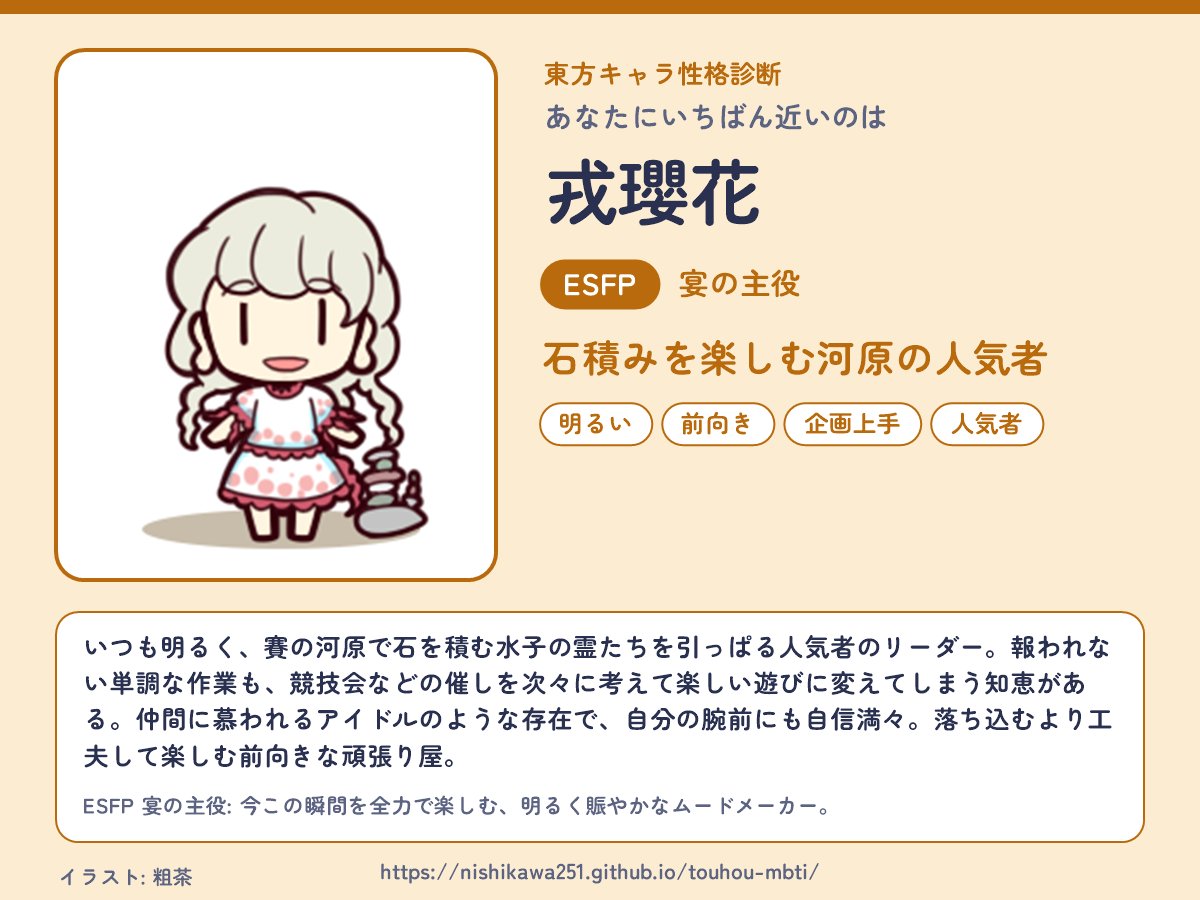 東方キャラ性格診断
あなたにいちばん近いのは
戎瓔花
ESFP 宴の主役
石積みを楽しむ河原の人気者
明るい 前向き 企画上手 人気者
いつも明るく、賽の河原で石を積む水子の霊たちを引っぱる人気者のリーダー。報われな
い単調な作業も、競技会などの催しを次々に考えて楽しい遊びに変えてしまう知恵があ
る。仲間に慕われるアイドルのような存在で、自分の腕前にも自信満々。落ち込むより工
夫して楽しむ前向きな頑張り屋。
ESFP 宴の主役: 今この瞬間を全力で楽しむ、明るく賑やかなムードメーカー。
イラスト: 粗茶
https://nishikawa251.github.io/touhou-mbti/